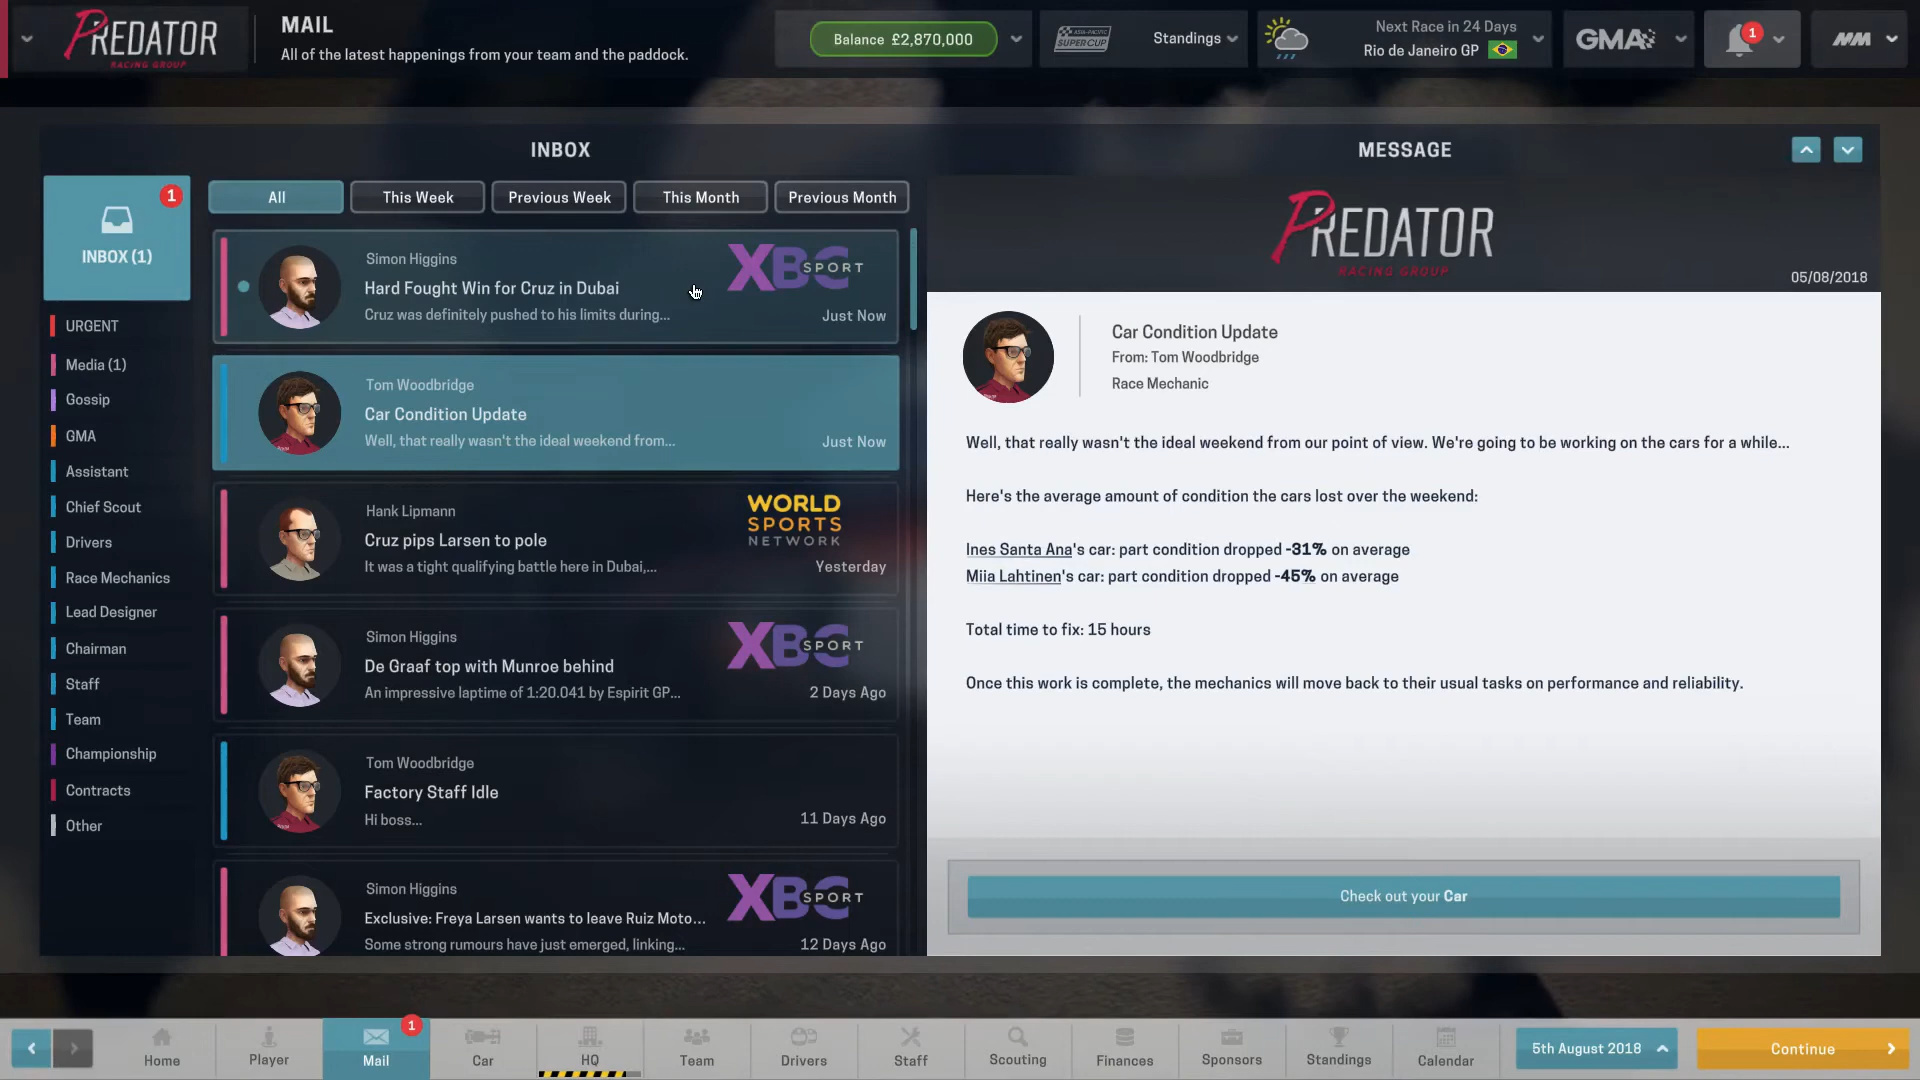 PREDATOR
RACING GROUP
MAIL
All of the latest happenings from your team and the paddock.
Balance £2,870,000
ASIA-PACIFIC
SUPER CUP
Standings
Next Race in 24 Days
Rio de Janeiro GP
GMA
1
INBOX
MESSAGE
1
INBOX (1)
All
This Week
Previous Week
This Month
Previous Month
URGENT
Media (1)
Gossip
GMA
Assistant
Chief Scout
Drivers
Race Mechanics
Lead Designer
Chairman
Staff
Team
Championship
Contracts
Other
Simon Higgins
Hard Fought Win for Cruz in Dubai
Cruz was definitely pushed to his limits during...
XBC SPORT
Just Now
Tom Woodbridge
Car Condition Update
Well, that really wasn't the ideal weekend from...
Just Now
Hank Lipmann
Cruz pips Larsen to pole
It was a tight qualifying battle here in Dubai,...
WORLD
SPORTS
NETWORK
Yesterday
Simon Higgins
De Graaf top with Munroe behind
An impressive laptime of 1:20.041 by Espirit GP...
XBC SPORT
2 Days Ago
Tom Woodbridge
Factory Staff Idle
Hi boss...
11 Days Ago
Simon Higgins
Exclusive: Freya Larsen wants to leave Ruiz Moto...
Some strong rumours have just emerged, linking...
XBC SPORT
12 Days Ago
PREDATOR
RACING GROUP
05/08/2018
Car Condition Update
From: Tom Woodbridge
Race Mechanic
Well, that really wasn't the ideal weekend from our point of view. We're going to be working on the cars for a while...
Here's the average amount of condition the cars lost over the weekend:
Ines Santa Ana's car: part condition dropped -31% on average
Miia Lahtinen's car: part condition dropped -45% on average
Total time to fix: 15 hours
Once this work is complete, the mechanics will move back to their usual tasks on performance and reliability.
Check out your Car
Home
Player
1
Mail
Car
HQ
Team
Drivers
Staff
Scouting
Finances
Sponsors
Standings
Calendar
5th August 2018
Continue